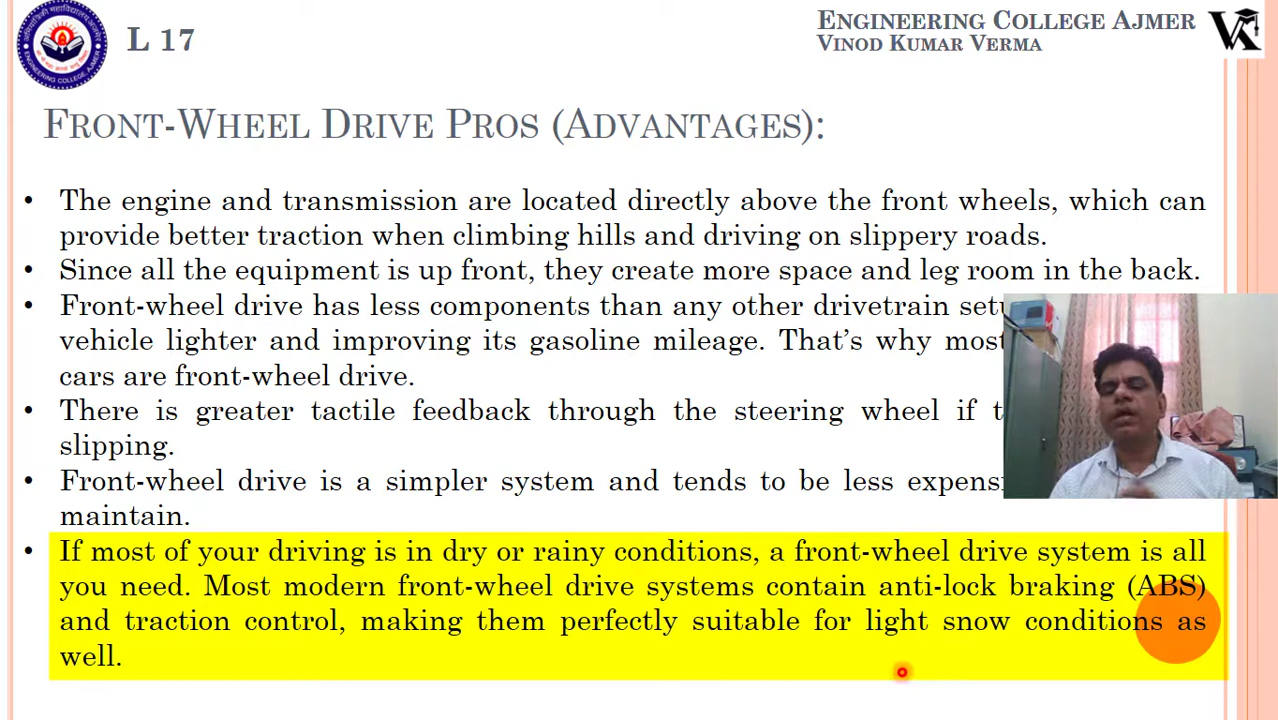 L 17
ENGINEERING COLLEGE AJMER
VINOD KUMAR VERMA
ENGINEERING COLLEGE, AJMER
FRONT-WHEEL DRIVE PROS (ADVANTAGES):
• The engine and transmission are located directly above the front wheels, which can
provide better traction when climbing hills and driving on slippery roads.
• Since all the equipment is up front, they create more space and leg room in the back.
• Front-wheel drive has less components than any other drivetrain
vehicle lighter and improving its gasoline mileage. That's why most
cars are front-wheel drive.
• There is greater tactile feedback through the steering wheel if
slipping.
• Front-wheel drive is a simpler system and tends to be less
maintain.
• If most of your driving is in dry or rainy conditions, a front-wheel drive system is all
you need. Most modern front-wheel drive systems contain anti-lock braking (ABS)
and traction control, making them perfectly suitable for light snow conditions as
well.